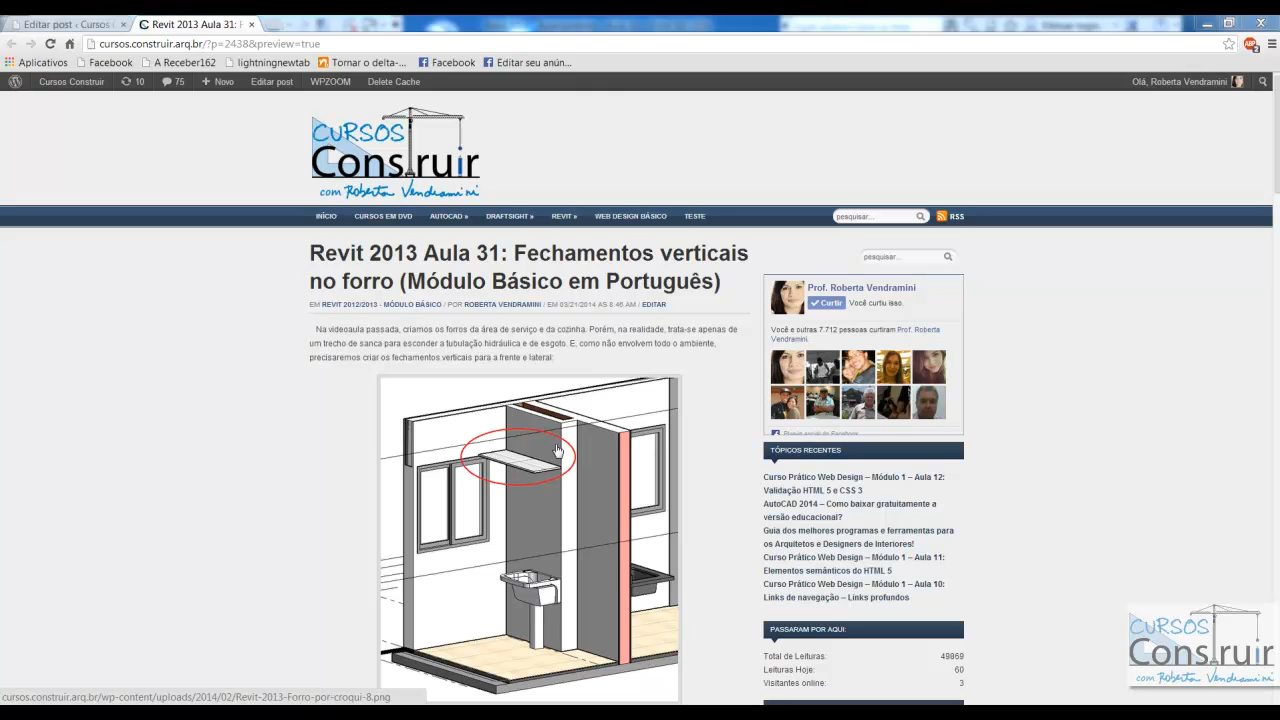 Editar post ‹ Cursos
Revit 2013 Aula 31: F
cursos.construir.arq.br/?p=2438&preview=true
Aplicativos
Facebook
A Receber162
lightningnewtab
Tornar o delta-...
Facebook
Editar seu anún...
Cursos Construir
10
75
Novo
Editar post
WPZOOM
Delete Cache
Olá, Roberta Vendramini
CURSOS
Construir
com Roberta Vendramini
INÍCIO
CURSOS EM DVD
AUTOCAD »
DRAFTSIGHT »
REVIT »
WEB DESIGN BÁSICO
TESTE
pesquisar...
RSS
Revit 2013 Aula 31: Fechamentos verticais
no forro (Módulo Básico em Português)
EM REVIT 2012/2013 - MÓDULO BÁSICO / POR ROBERTA VENDRAMINI / EM 03/21/2014 AS 8:46 AM / EDITAR
Na videoaula passada, criamos os forros da área de serviço e da cozinha. Porém, na realidade, trata-se apenas de
um trecho de sanca para esconder a tubulação hidráulica e de esgoto. E, como não envolvem todo o ambiente,
precisaremos criar os fechamentos verticais para a frente e lateral:
pesquisar...
Prof. Roberta Vendramini
Curtir
Você curtiu isso.
Você e outras 7.712 pessoas curtiram Prof. Roberta
Vendramini.
Plug-in social do Facebook
TÓPICOS RECENTES
Curso Prático Web Design – Módulo 1 – Aula 12:
Validação HTML 5 e CSS 3
AutoCAD 2014 – Como baixar gratuitamente a
versão educacional?
Guia dos melhores programas e ferramentas para
os Arquitetos e Designers de Interiores!
Curso Prático Web Design – Módulo 1 – Aula 11:
Elementos semânticos do HTML 5
Curso Prático Web Design – Módulo 1 – Aula 10:
Links de navegação – Links profundos
PASSARAM POR AQUI:
Total de Leituras: 49869
Leituras Hoje: 60
Visitantes online: 3
CURSOS
Construir
com Roberta Vendramini
cursos.construir.arq.br/wp-content/uploads/2014/02/Revit-2013-Forro-por-croqui-8.png